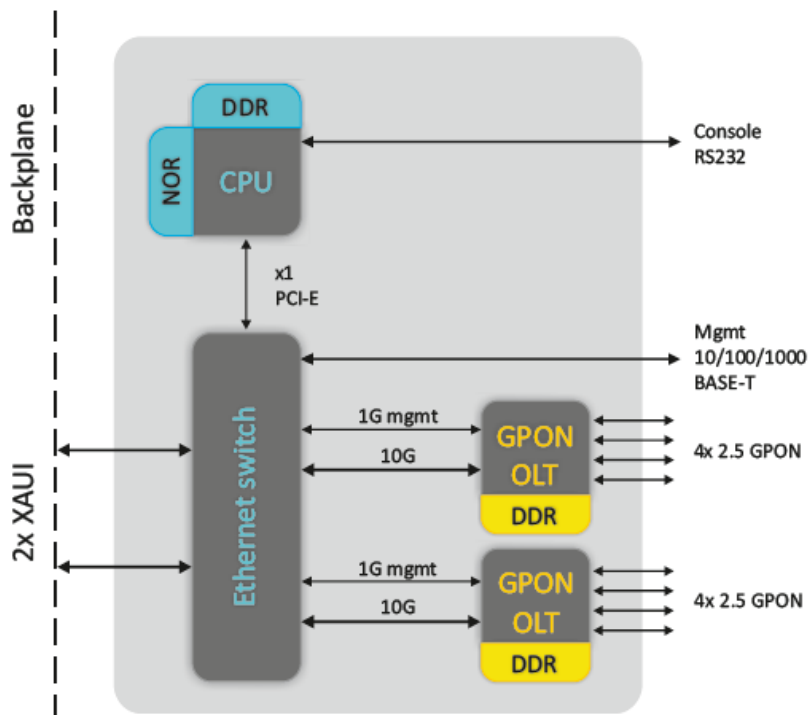 Backplane
DDR
NOR
CPU
Console
RS232
x1
PCI-E
Mgmt
10/100/1000
BASE-T
Ethernet switch
2x XAUI
1G mgmt
10G
GPON
OLT
DDR
4x 2.5 GPON
1G mgmt
10G
GPON
OLT
DDR
4x 2.5 GPON